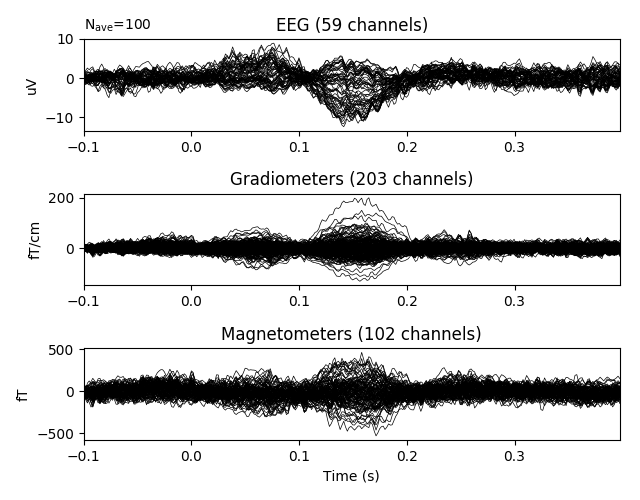 Nave=100
EEG (59 channels)
10
0
−10
uV
−0.1 0.0 0.1 0.2 0.3
Gradiometers (203 channels)
200
0
fT/cm
−0.1 0.0 0.1 0.2 0.3
Magnetometers (102 channels)
500
0
−500
fT
−0.1 0.0 0.1 0.2 0.3
Time (s)